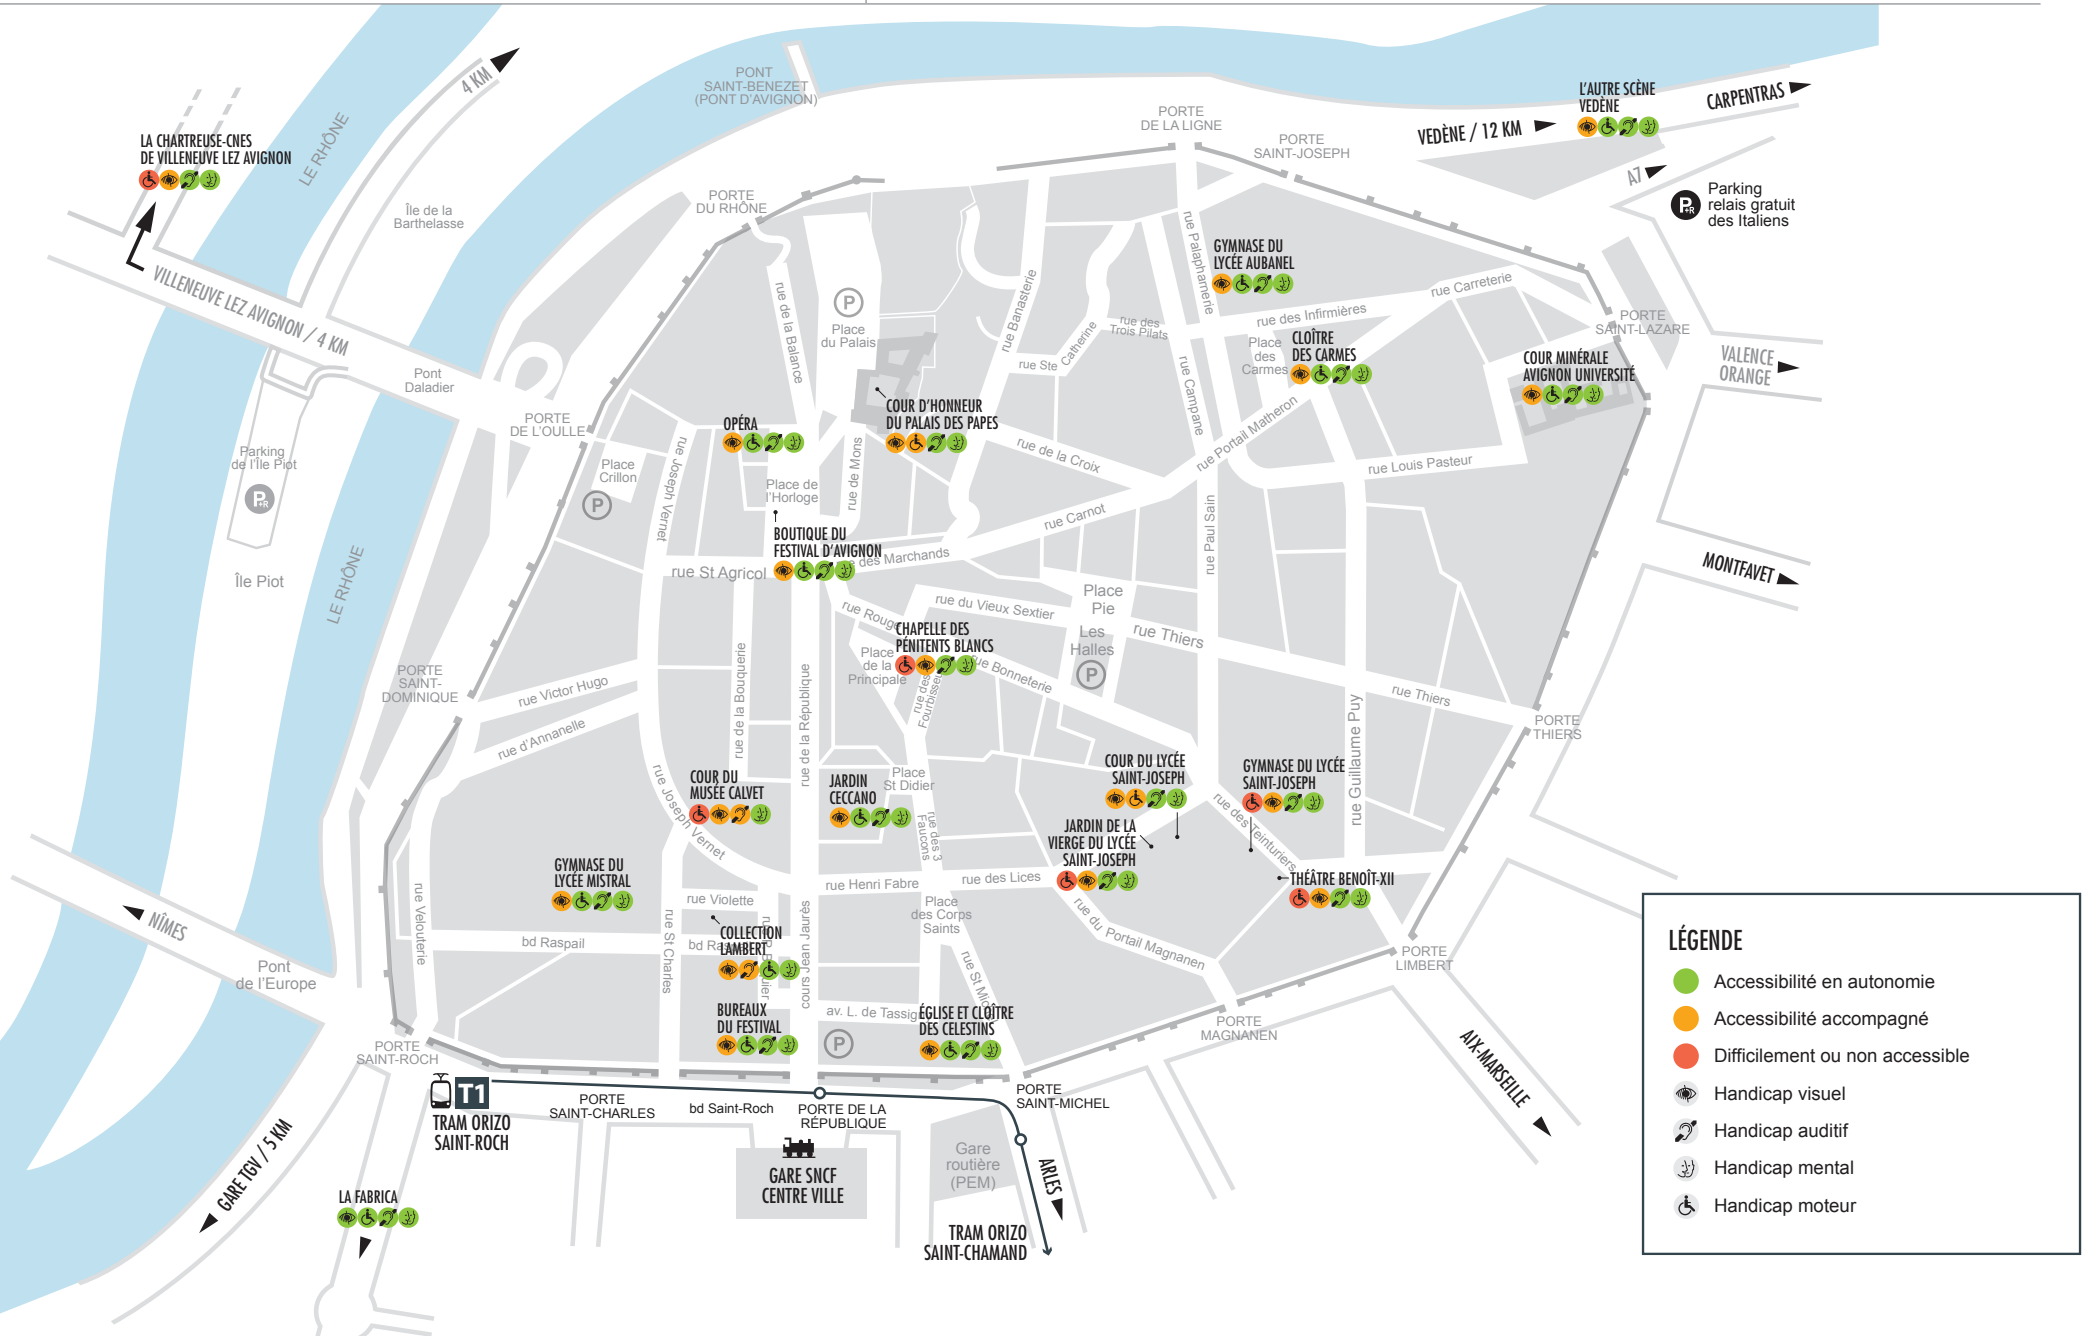 PONT
SAINT-BENEZET
(PONT D'AVIGNON)
4 KM
LE RHÔNE
LA CHARTREUSE-CNES
DE VILLENEUVE LEZ AVIGNON
Île de la
Barthelasse
VILLENEUVE LEZ AVIGNON / 4 KM
Pont
Daladier
L'AUTRE SCÈNE
VEDÈNE
CARPENTRAS
VEDÈNE / 12 KM
A7
P+R
Parking
relais gratuit
des Italiens
PORTE
DE LA LIGNE
PORTE
SAINT-JOSEPH
PORTE
DU RHÔNE
rue Palapharnerie
GYMNASE DU
LYCÉE AUBANEL
rue de la Balance
P
Place
du Palais
rue Banasterie
rue Ste
Catherine
rue des
Trois Pilats
rue des Infirmières
rue Carreterie
PORTE
SAINT-LAZARE
Place
des
Carmes
CLOÎTRE
DES CARMES
COUR MINÉRALE
AVIGNON UNIVERSITÉ
VALENCE
ORANGE
rue Campane
rue Portail Matheron
rue Louis Pasteur
PORTE
DE L'OULLE
OPÉRA
COUR D'HONNEUR
DU PALAIS DES PAPES
rue de Mons
rue de la Croix
rue Joseph Vernet
Place
Crillon
P
Place de
l'Horloge
Parking
de l'Île Piot
P+R
Île Piot
LE RHÔNE
BOUTIQUE DU
FESTIVAL D'AVIGNON
rue St Agricol
des Marchands
rue Carnot
rue Paul Sain
MONTFAVET
Place
Pie
Les
Halles
P
rue du Vieux Sextier
rue Thiers
rue Rouge
CHAPELLE DES
PÉNITENTS BLANCS
Place
de la
Principale
rue des
Fourbisseurs
rue Bonneterie
rue Thiers
PORTE
THIERS
PORTE
SAINT-
DOMINIQUE
rue Victor Hugo
rue d'Annanelle
rue de la Bouquerie
rue de la République
rue Guillaume Puy
COUR DU
MUSÉE CALVET
rue Joseph Vernet
JARDIN
CECCANO
Place
St Didier
rue des 3
Faucons
COUR DU LYCÉE
SAINT-JOSEPH
GYMNASE DU LYCÉE
SAINT-JOSEPH
JARDIN DE LA
VIERGE DU LYCÉE
SAINT-JOSEPH
rue des Teinturiers
THÉÂTRE BENOÎT-XII
GYMNASE DU
LYCÉE MISTRAL
rue Henri Fabre
rue des Lices
rue Violette
Place
des Corps
Saints
rue du Portail Magnanen
PORTE
LIMBERT
rue Velouterie
bd Raspail
rue St Charles
COLLECTION
LAMBERT
cours Jean Jaurès
NÎMES
Pont
de l'Europe
BUREAUX
DU FESTIVAL
av. L. de Tassigny
P
ÉGLISE ET CLOÎTRE
DES CELESTINS
PORTE
MAGNANEN
PORTE
SAINT-ROCH
T1
TRAM ORIZO
SAINT-ROCH
PORTE
SAINT-CHARLES
bd Saint-Roch
PORTE DE LA
RÉPUBLIQUE
PORTE
SAINT-MICHEL
GARE SNCF
CENTRE VILLE
Gare
routière
(PEM)
ARLES
TRAM ORIZO
SAINT-CHAMAND
AIX-MARSEILLE
GARE TGV / 5 KM
LA FABRICA
LÉGENDE
Accessibilité en autonomie
Accessibilité accompagné
Difficilement ou non accessible
Handicap visuel
Handicap auditif
Handicap mental
Handicap moteur